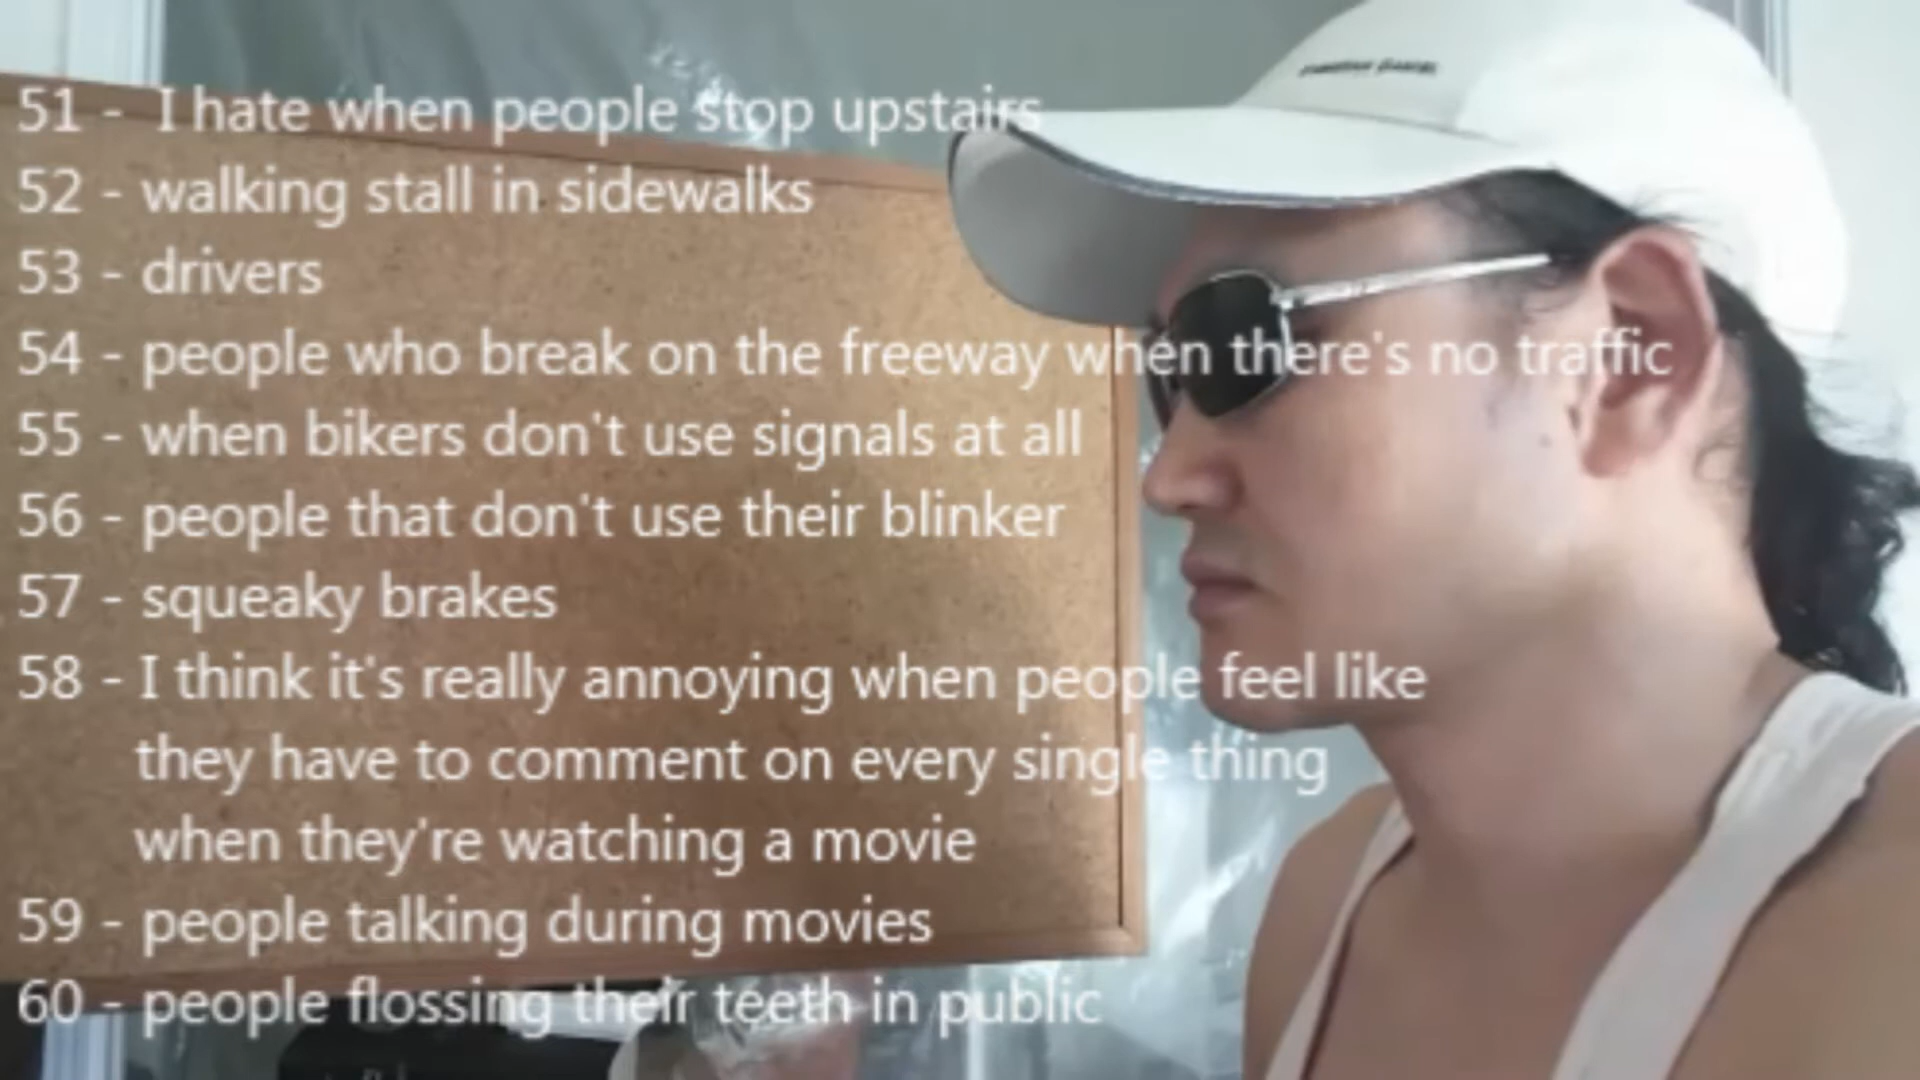 51 - I hate when people stop upstairs
52 - walking stall in sidewalks
53 - drivers
54 - people who break on the freeway when there's no traffic
55 - when bikers don't use signals at all
56 - people that don't use their blinker
57 - squeaky brakes
58 - I think it's really annoying when people feel like
they have to comment on every single thing
when they're watching a movie
59 - people talking during movies
60 - people flossing their teeth in public